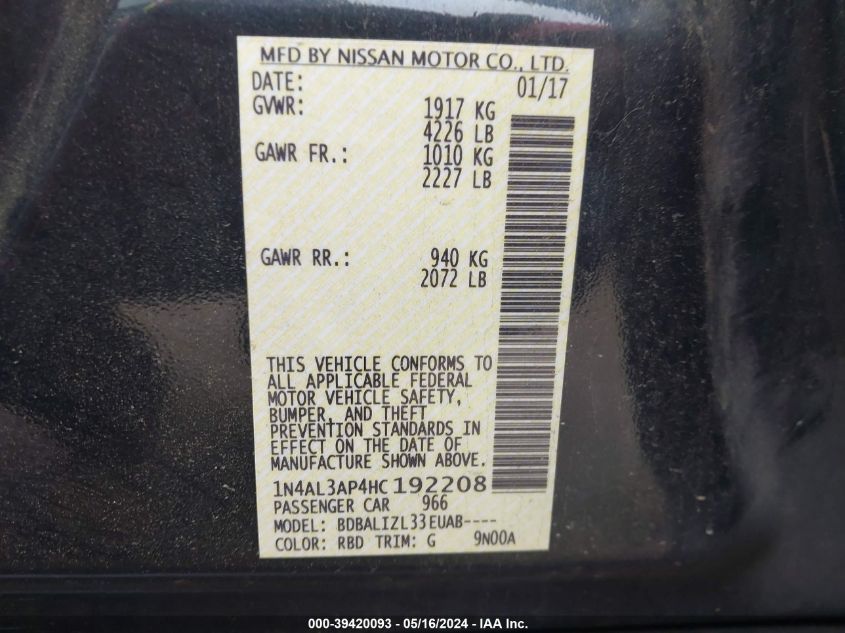 MFD BY NISSAN MOTOR CO., LTD.
DATE: 01/17
GVWR: 1917 KG
4226 LB
GAWR FR.: 1010 KG
2227 LB
GAWR RR.: 940 KG
2072 LB
THIS VEHICLE CONFORMS TO
ALL APPLICABLE FEDERAL
MOTOR VEHICLE SAFETY,
BUMPER, AND THEFT
PREVENTION STANDARDS IN
EFFECT ON THE DATE OF
MANUFACTURE SHOWN ABOVE.
1N4AL3AP4HC192208
PASSENGER CAR 966
MODEL: BDBALIZL33EUAB----
COLOR: RBD TRIM: G 9N00A
000-39420093 - 05/16/2024 - IAA Inc.